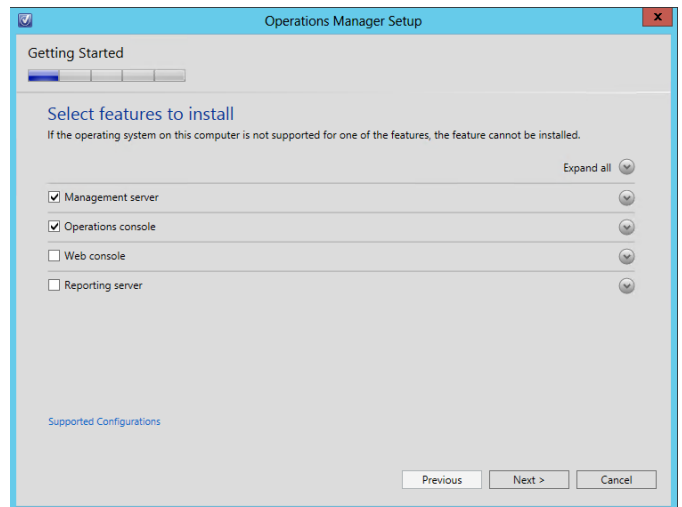 Operations Manager Setup
x
Getting Started
Select features to install
If the operating system on this computer is not supported for one of the features, the feature cannot be installed.
Expand all
Management server
Operations console
Web console
Reporting server
Supported Configurations
Previous Next > Cancel